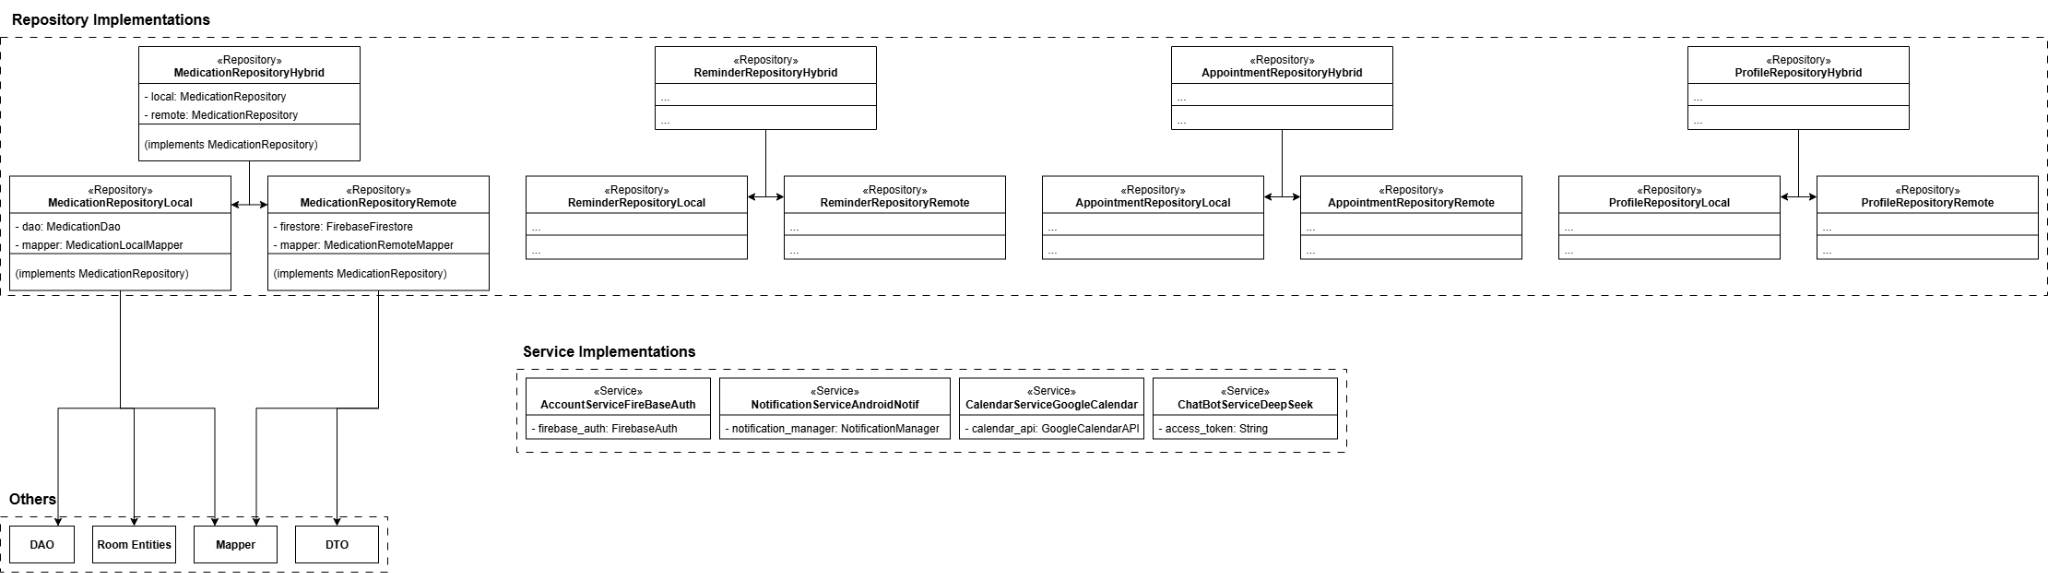 Repository Implementations
«Repository»
MedicationRepositoryHybrid
- local: MedicationRepository
- remote: MedicationRepository
(implements MedicationRepository)
«Repository»
ReminderRepositoryHybrid
...
...
«Repository»
AppointmentRepositoryHybrid
...
...
«Repository»
ProfileRepositoryHybrid
...
...
«Repository»
MedicationRepositoryLocal
- dao: MedicationDao
- mapper: MedicationLocalMapper
(implements MedicationRepository)
«Repository»
MedicationRepositoryRemote
- firestore: FirebaseFirestore
- mapper: MedicationRemoteMapper
(implements MedicationRepository)
«Repository»
ReminderRepositoryLocal
...
...
«Repository»
ReminderRepositoryRemote
...
...
«Repository»
AppointmentRepositoryLocal
...
...
«Repository»
AppointmentRepositoryRemote
...
...
«Repository»
ProfileRepositoryLocal
...
...
«Repository»
ProfileRepositoryRemote
...
...
Service Implementations
«Service»
AccountServiceFireBaseAuth
- firebase_auth: FirebaseAuth
«Service»
NotificationServiceAndroidNotif
- notification_manager: NotificationManager
«Service»
CalendarServiceGoogleCalendar
- calendar_api: GoogleCalendarAPI
«Service»
ChatBotServiceDeepSeek
- access_token: String
Others
DAO
Room Entities
Mapper
DTO